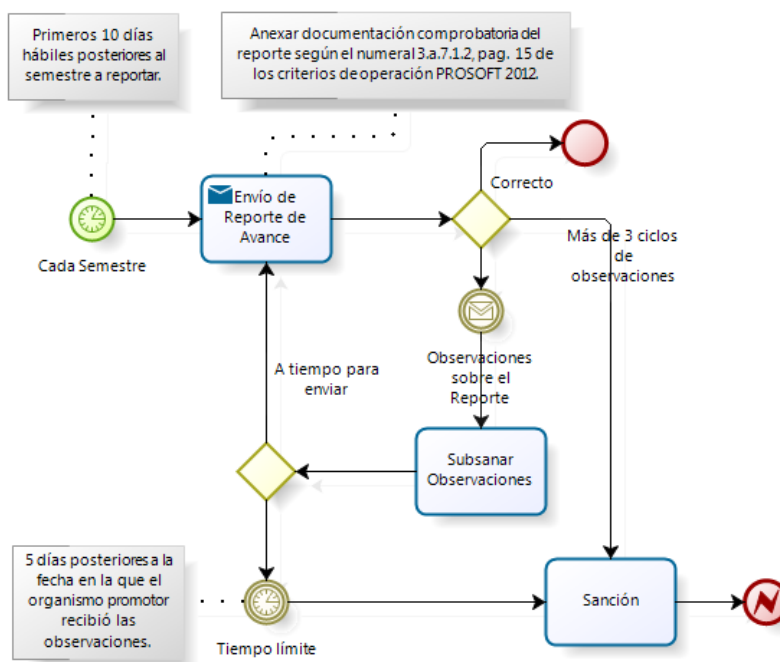 Primeros 10 días
hábiles posteriores al
semestre a reportar.
Anexar documentación comprobatoria del
reporte según el numeral 3.a.7.1.2, pag. 15 de
los criterios de operación PROSOFT 2012.
Envío de
Reporte de
Avance
Cada Semestre
Correcto
Más de 3 ciclos
de
observaciones
Observaciones
sobre el
Reporte
A tiempo para
enviar
Subsanar
Observaciones
5 días posteriores a la
fecha en la que el
organismo promotor
recibió las
observaciones.
Tiempo límite
Sanción